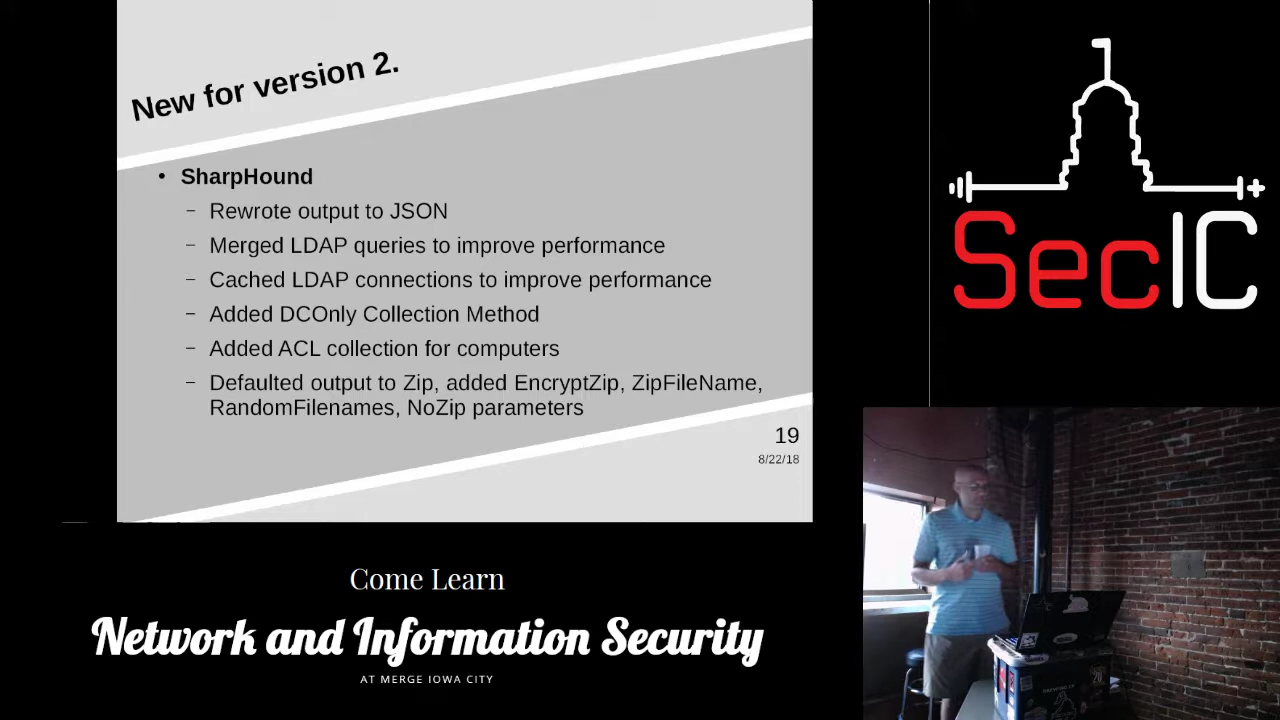 New for version 2.
• SharpHound
– Rewrote output to JSON
– Merged LDAP queries to improve performance
– Cached LDAP connections to improve performance
– Added DCOnly Collection Method
– Added ACL collection for computers
– Defaulted output to Zip, added EncryptZip, ZipFileName,
RandomFilenames, NoZip parameters
19
8/22/18
SecIC
Come Learn
Network and Information Security
AT MERGE IOWA CITY